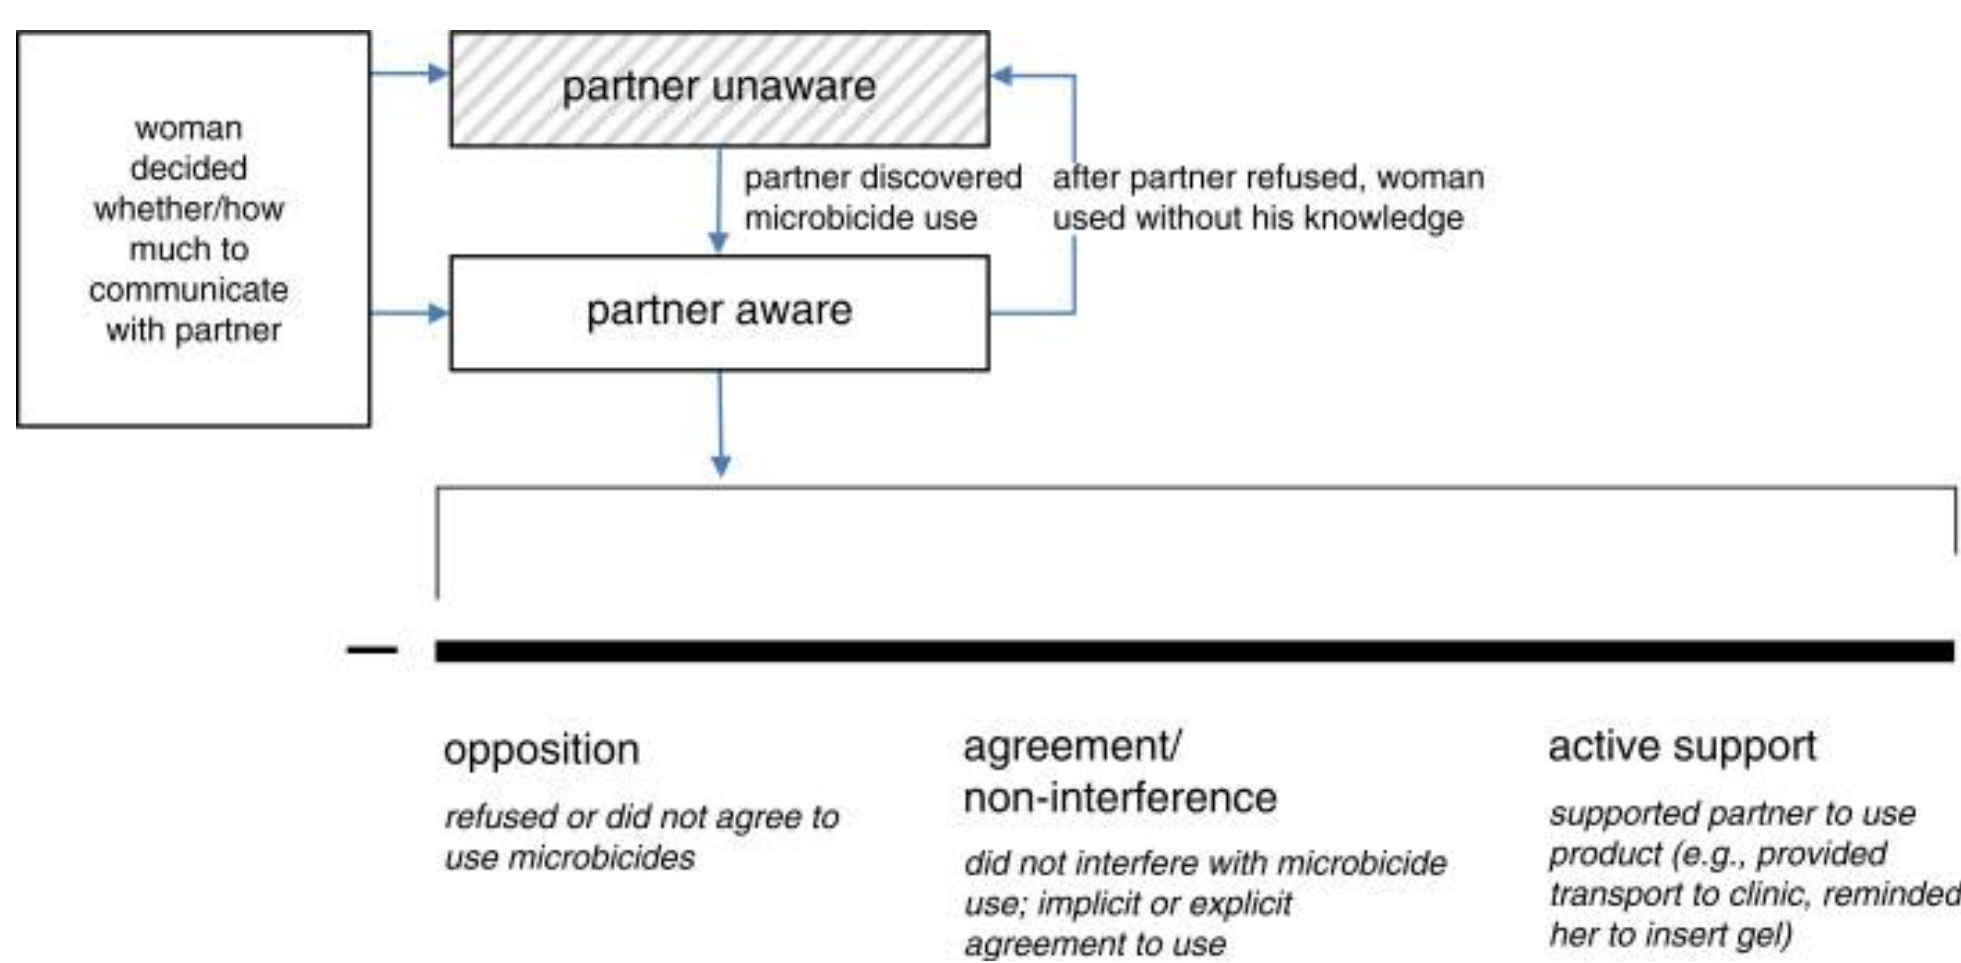 woman
decided
whether/how
much to
communicate
with partner
partner unaware
partner discovered
microbicide use
after partner refused, woman
used without his knowledge
partner aware
opposition
refused or did not agree to
use microbicides
agreement/
non-interference
did not interfere with microbicide
use; implicit or explicit
agreement to use
active support
supported partner to use
product (e.g., provided
transport to clinic, reminded
her to insert gel)